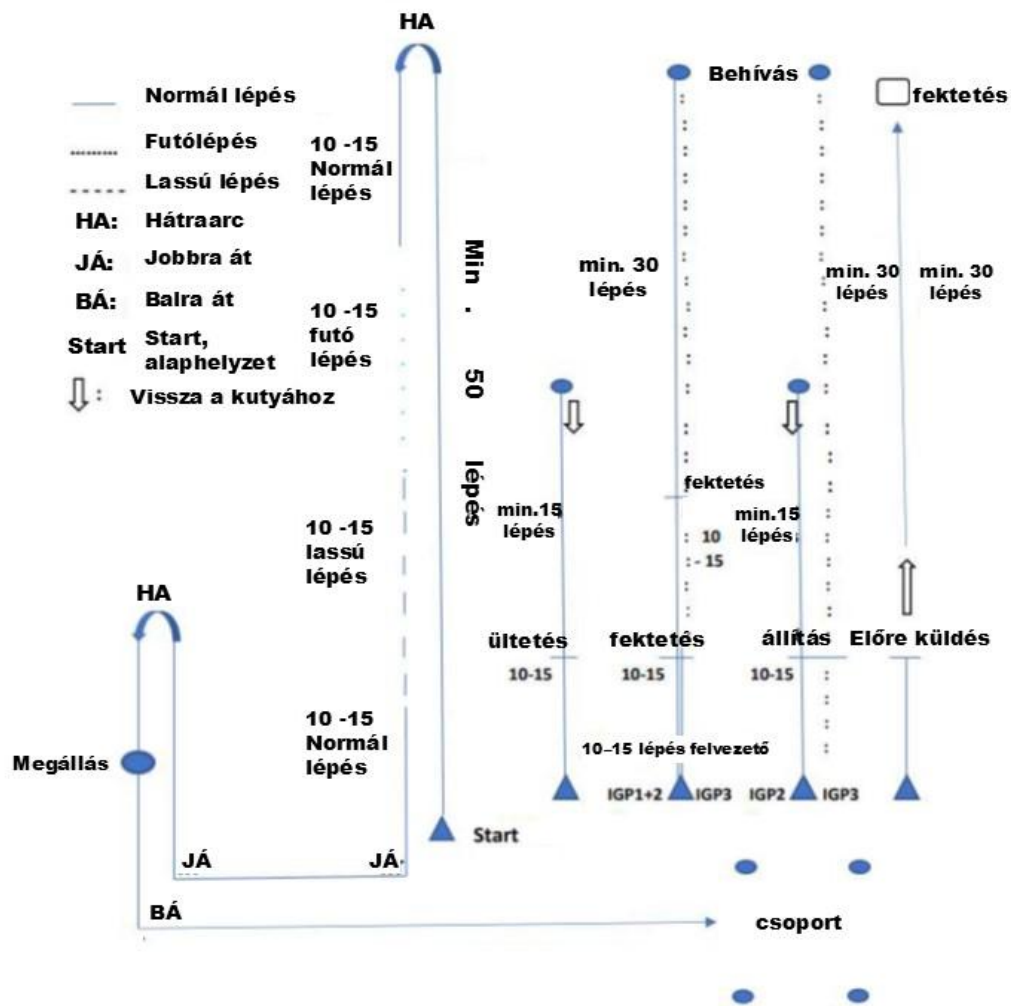 HA
Normál lépés
Futólépés
Lassú lépés
HA: Hátraarc
JÁ: Jobbra át
BÁ: Balra át
Start Start,
alaphelyzet
: Vissza a kutyához
10 -15
Normál
lépés
10 -15
futó
lépés
10 -15
lassú
lépés
10 -15
Normál
lépés
Min. 50 lépés
HA
Megállás
JÁ
JÁ
BÁ
Start
Behívás
fektetés
min. 30
lépés
min. 30
lépés
min. 30
lépés
min.15
lépés
fektetés
10
- 15
min.15
lépés
ültetés
fektetés
állítás
Előre küldés
10-15
10-15
10-15
10–15 lépés felvezető
IGP1+2
IGP3
IGP2
IGP3
csoport